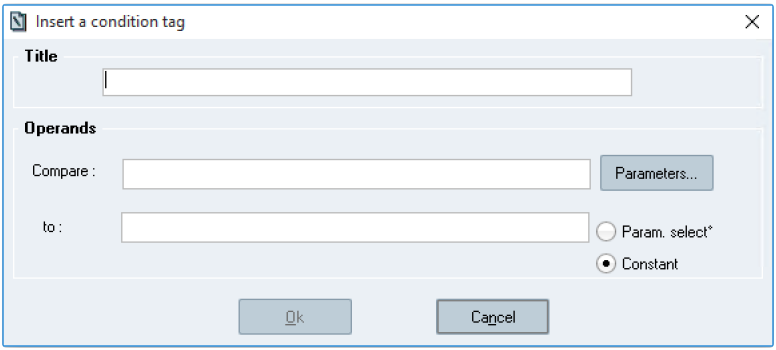 Insert a condition tag
Title
Operands
Compare :
Parameters...
to :
Param. select°
Constant
Ok
Cancel